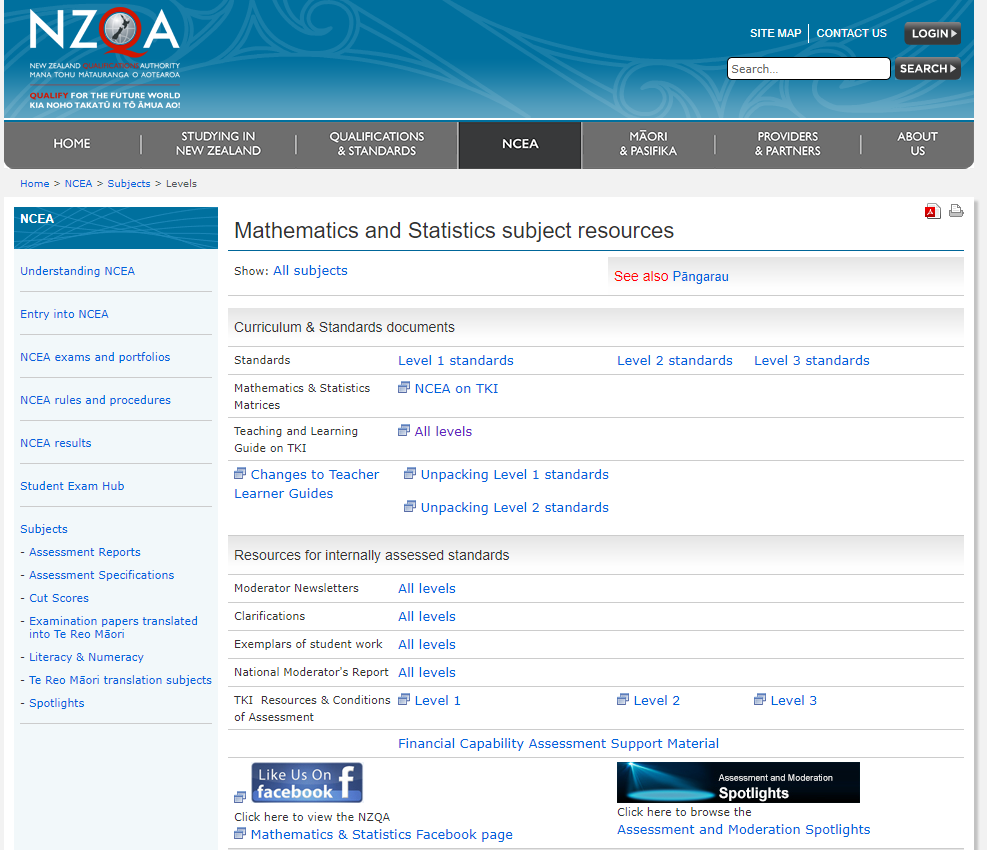 NZQA
NEW ZEALAND QUALIFICATIONS AUTHORITY
MANA TOHU MĀTAURANGA O AOTEAROA
QUALIFY FOR THE FUTURE WORLD
KIA NOHO TAKATŪ KI TŌ ĀMUA AO!
SITE MAP CONTACT US LOGIN
Search... SEARCH
HOME
STUDYING IN
NEW ZEALAND
QUALIFICATIONS
& STANDARDS
NCEA
MĀORI
& PASIFIKA
PROVIDERS
& PARTNERS
ABOUT
US
Home > NCEA > Subjects > Levels
NCEA
Understanding NCEA
Entry into NCEA
NCEA exams and portfolios
NCEA rules and procedures
NCEA results
Student Exam Hub
Subjects
- Assessment Reports
- Assessment Specifications
- Cut Scores
- Examination papers translated
into Te Reo Māori
- Literacy & Numeracy
- Te Reo Māori translation subjects
- Spotlights
Mathematics and Statistics subject resources
Show: All subjects
See also Pāngarau
Curriculum & Standards documents
Standards Level 1 standards Level 2 standards Level 3 standards
Mathematics & Statistics
Matrices
NCEA on TKI
Teaching and Learning
Guide on TKI
All levels
Changes to Teacher
Learner Guides
Unpacking Level 1 standards
Unpacking Level 2 standards
Resources for internally assessed standards
Moderator Newsletters All levels
Clarifications All levels
Exemplars of student work All levels
National Moderator's Report All levels
TKI Resources & Conditions
of Assessment
Level 1 Level 2 Level 3
Financial Capability Assessment Support Material
Like Us On
facebook f
Click here to view the NZQA
Mathematics & Statistics Facebook page
Assessment and Moderation
Spotlights
Click here to browse the
Assessment and Moderation Spotlights